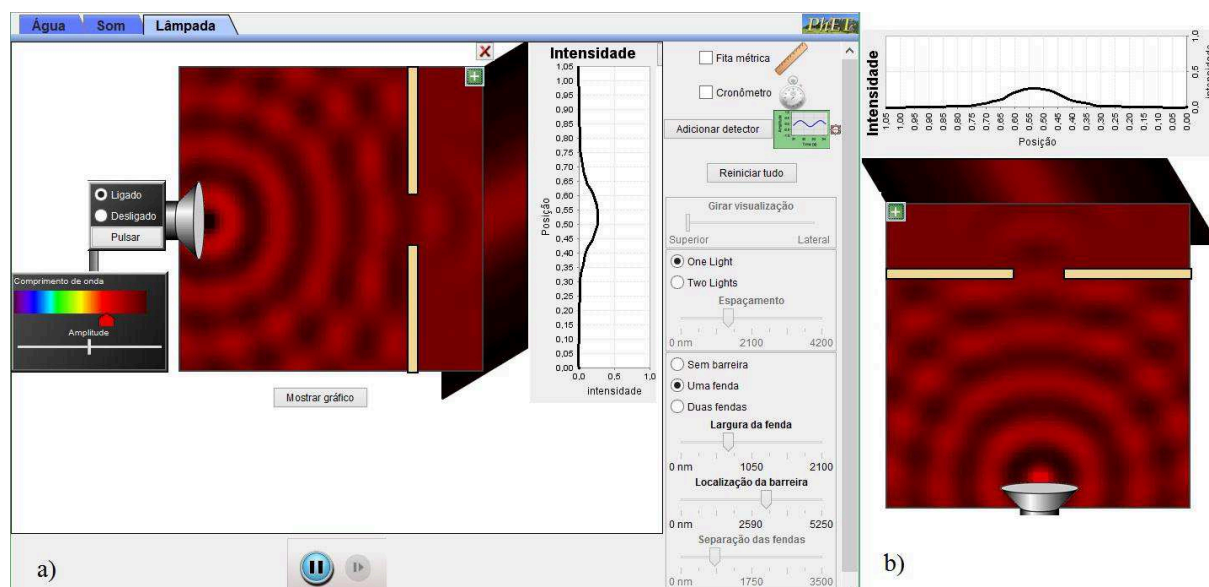 Água Som Lâmpada
PhET
Intensidade
1,05
1,00
0,95
0,90
0,85
0,80
0,75
0,70
0,65
0,60
0,55
0,50
0,45
0,40
0,35
0,30
0,25
0,20
0,15
0,10
0,05
0,00
Posição
0,0 0,5 1,0
intensidade
Ligado
Desligado
Pulsar
Comprimento de onda
Amplitude
Mostrar gráfico
Fita métrica
Cronômetro
Adicionar detector
Reiniciar tudo
Girar visualização
Superior Lateral
One Light
Two Lights
Espaçamento
0 nm 2100 4200
Sem barreira
Uma fenda
Duas fendas
Largura da fenda
0 nm 1050 2100
Localização da barreira
0 nm 2590 5250
Separação das fendas
0 nm 1750 3500
a)
Intensidade
1,05 1,00 0,95 0,90 0,85 0,80 0,75 0,70 0,65 0,60 0,55 0,50 0,45 0,40 0,35 0,30 0,25 0,20 0,15 0,10 0,05 0,00
Posição
0,0 0,5 1,0
b)